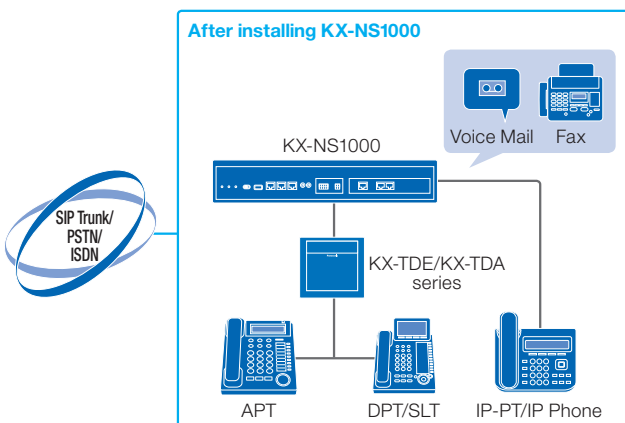 After installing KX-NS1000
Voice Mail
Fax
KX-NS1000
SIP Trunk/
PSTN/
ISDN
KX-TDE/KX-TDA
series
APT
DPT/SLT
IP-PT/IP Phone